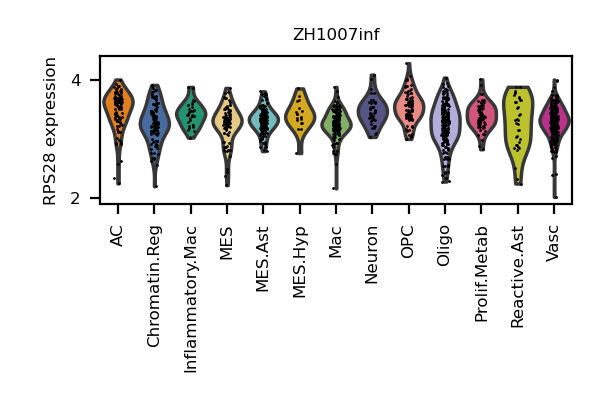 ZH1007inf
RPS28 expression
4
2
AC
Chromatin.Reg
Inflammatory.Mac
MES
MES.Ast
MES.Hyp
Mac
Neuron
OPC
Oligo
Prolif.Metab
Reactive.Ast
Vasc